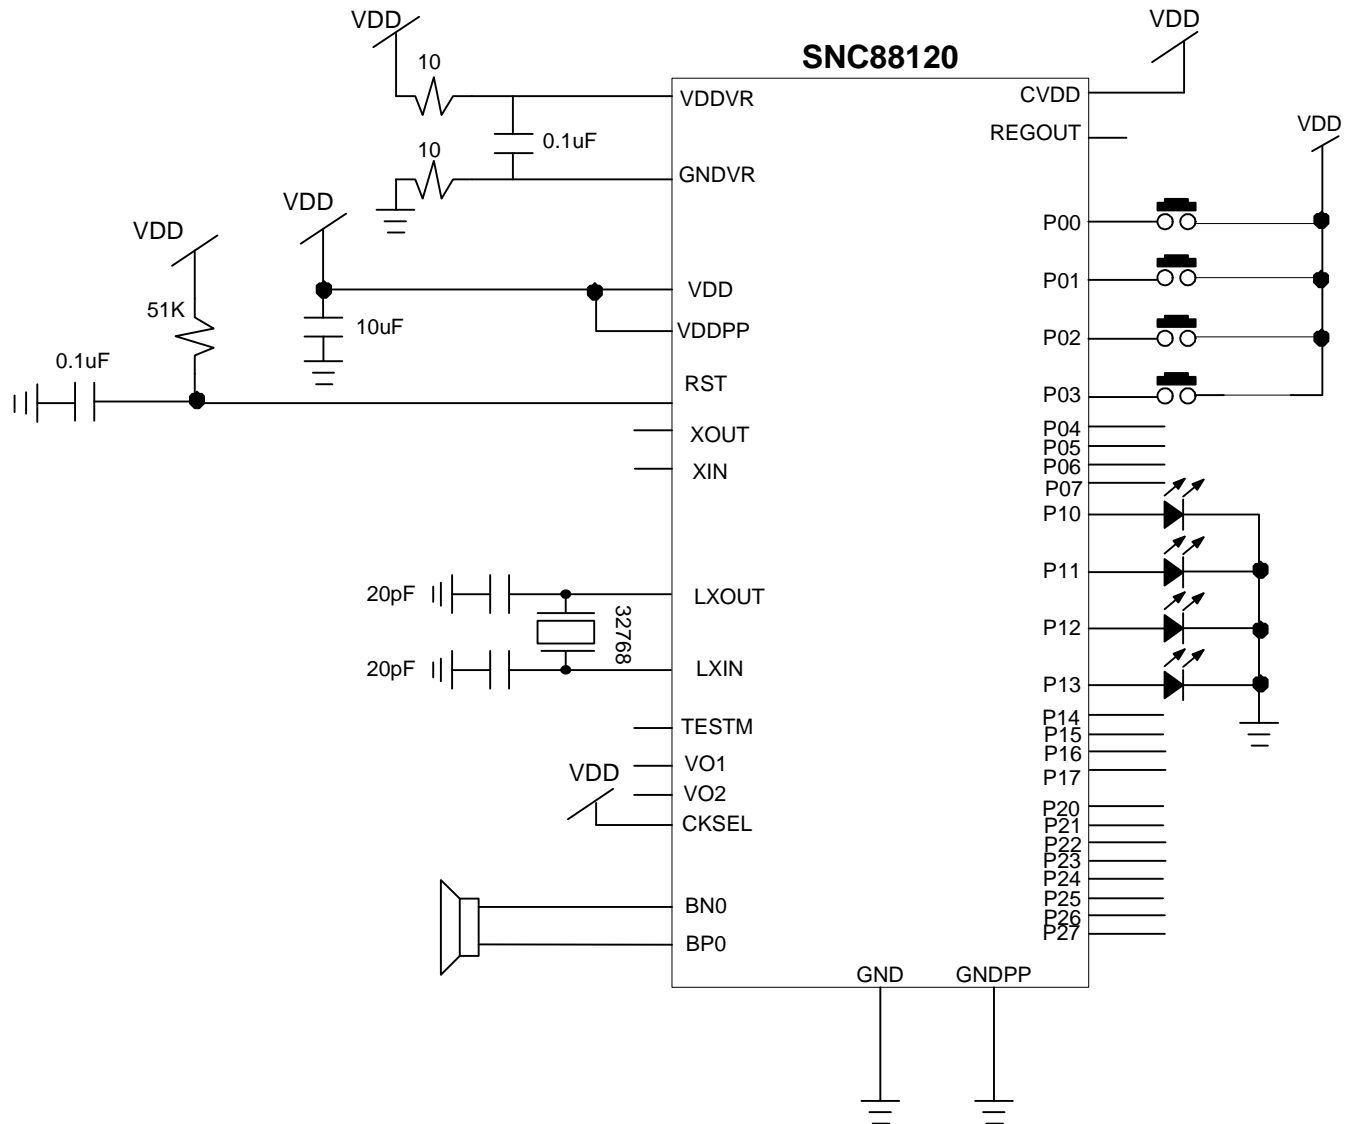 VDD
VDD
SNC88120
10
VDDVR
CVDD
REGOUT
VDD
0.1uF
10
GNDVR
VDD
P00
VDD
P01
VDD
51K
10uF
VDDPP
P02
0.1uF
RST
P03
XOUT
P04
P05
XIN
P06
P07
P10
P11
20pF
LXOUT
32768
P12
20pF
LXIN
P13
P14
TESTM
P15
P16
VO1
VDD
P17
VO2
P20
CKSEL
P21
P22
P23
P24
BN0
P25
P26
BP0
P27
GND
GNDPP